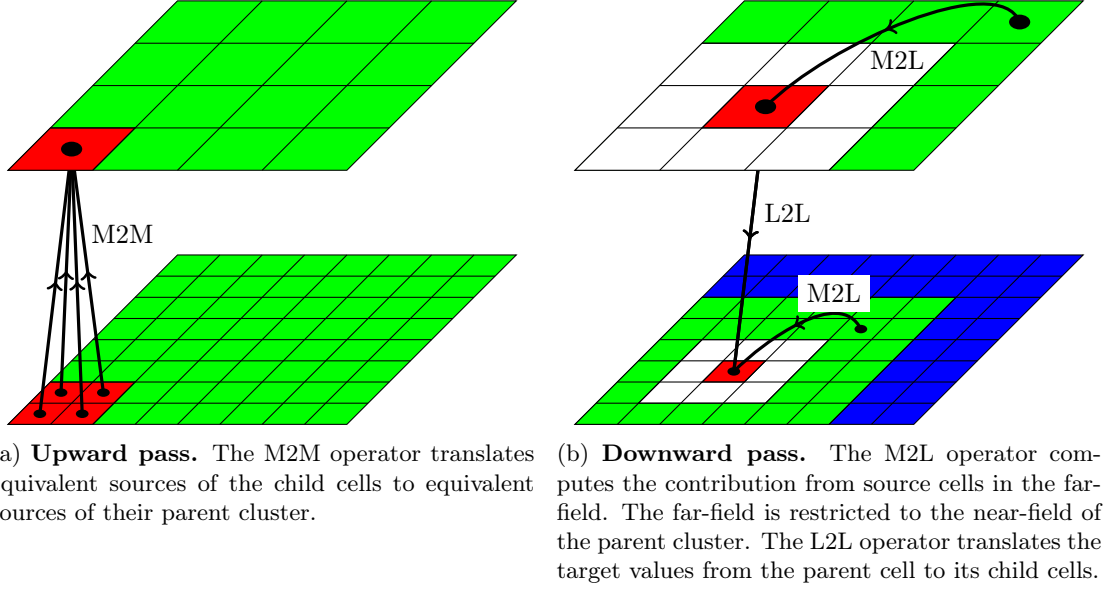 M2L
L2L
M2M
M2L
a) Upward pass. The M2M operator translates
quivalent sources of the child cells to equivalent
ources of their parent cluster.
(b) Downward pass. The M2L operator com-
putes the contribution from source cells in the far-
field. The far-field is restricted to the near-field of
the parent cluster. The L2L operator translates the
target values from the parent cell to its child cells.